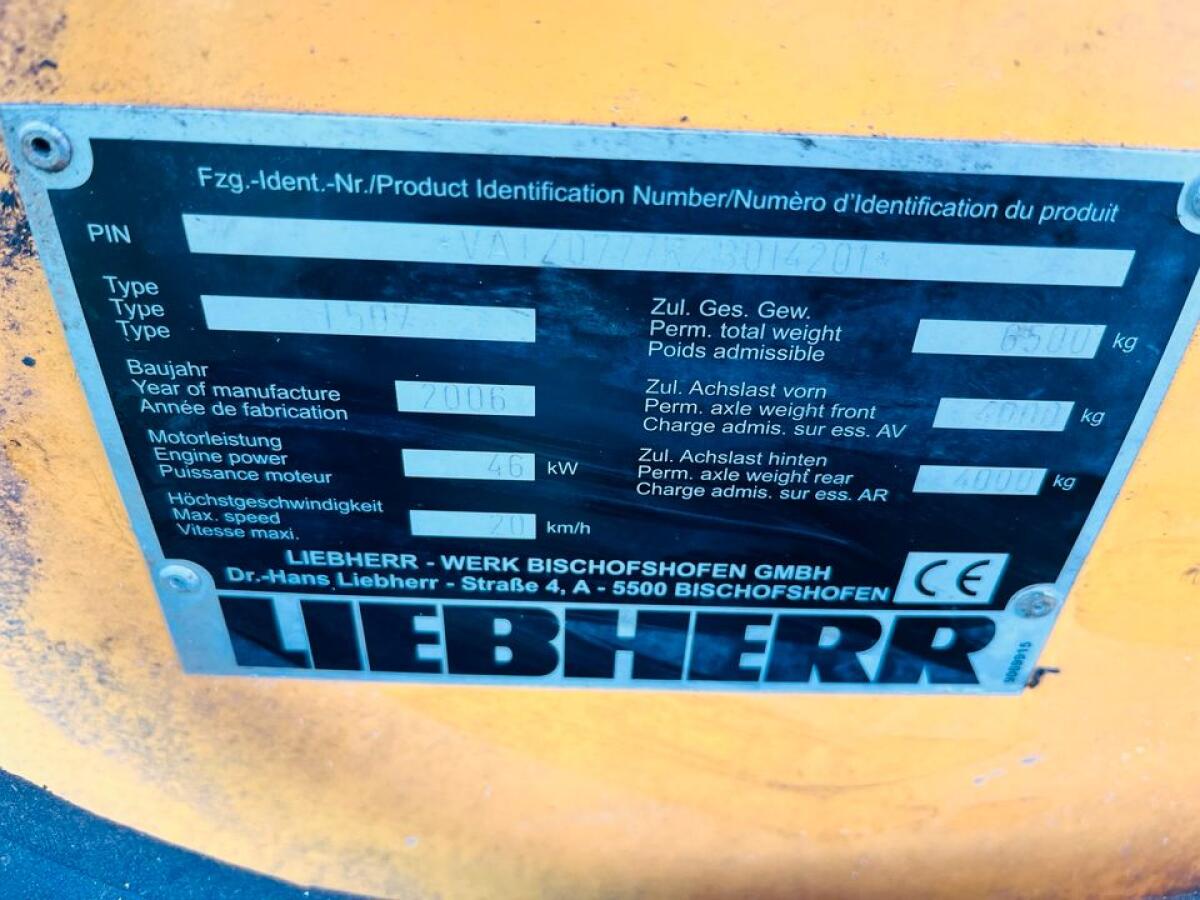 Fzg.-Ident.-Nr./Product Identification Number/Numèro d'Identification du produit
PIN
Type
Type
Type
L507
Baujahr
Year of manufacture
Année de fabrication
2006
Motorleistung
Engine power
Puissance moteur
46 kW
Höchstgeschwindigkeit
Max. speed
Vitesse maxi.
20 km/h
Zul. Ges. Gew.
Perm. total weight
Poids admissible
6500 kg
Zul. Achslast vorn
Perm. axle weight front
Charge admis. sur ess. AV
4000 kg
Zul. Achslast hinten
Perm. axle weight rear
Charge admis. sur ess. AR
4000 kg
LIEBHERR - WERK BISCHOFSHOFEN GMBH
Dr.-Hans Liebherr - Straße 4, A - 5500 BISCHOFSHOFEN
CE
LIEBHERR